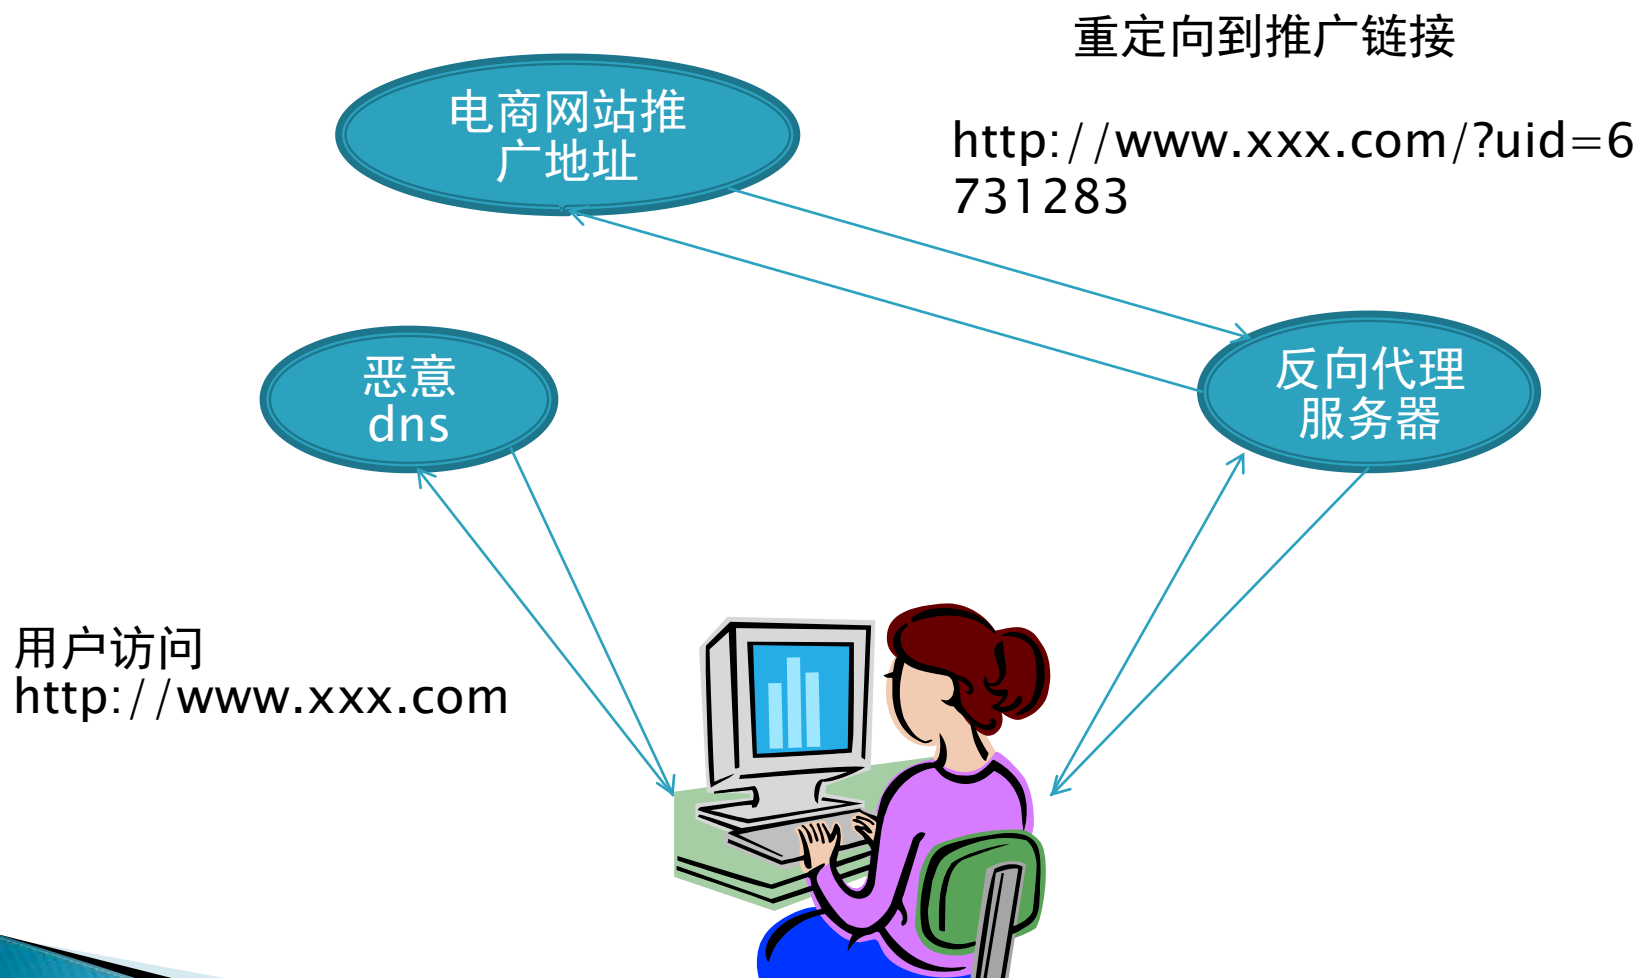 重定向到推广链接
电商网站推
广地址
http://www.xxx.com/?uid=6
731283
恶意
dns
反向代理
服务器
用户访问
http://www.xxx.com